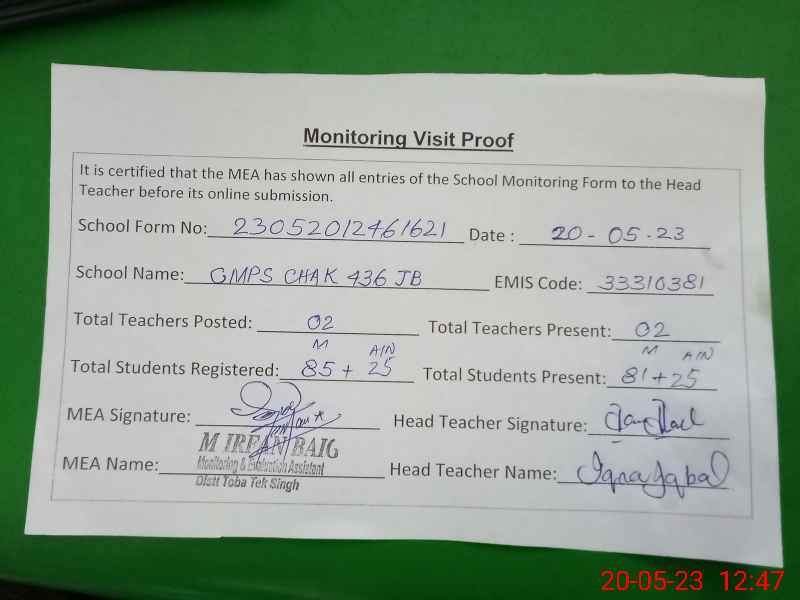 Monitoring Visit Proof
It is certified that the MEA has shown all entries of the School Monitoring Form to the Head
Teacher before its online submission.
School Form No: 23052012461621 Date : 20-05-23
School Name: GMPS CHAK 436 JB EMIS Code: 33310381
Total Teachers Posted: 02 Total Teachers Present: 02
M A/N M A/N
Total Students Registered: 85 + 25 Total Students Present: 81+25
MEA Signature: Head Teacher Signature:
M IRFAN BAIG
MEA Name: Monitoring & Evaluation Assistant Head Teacher Name: Iqra Iqbal
Distt Toba Tek Singh
20-05-23 12:47